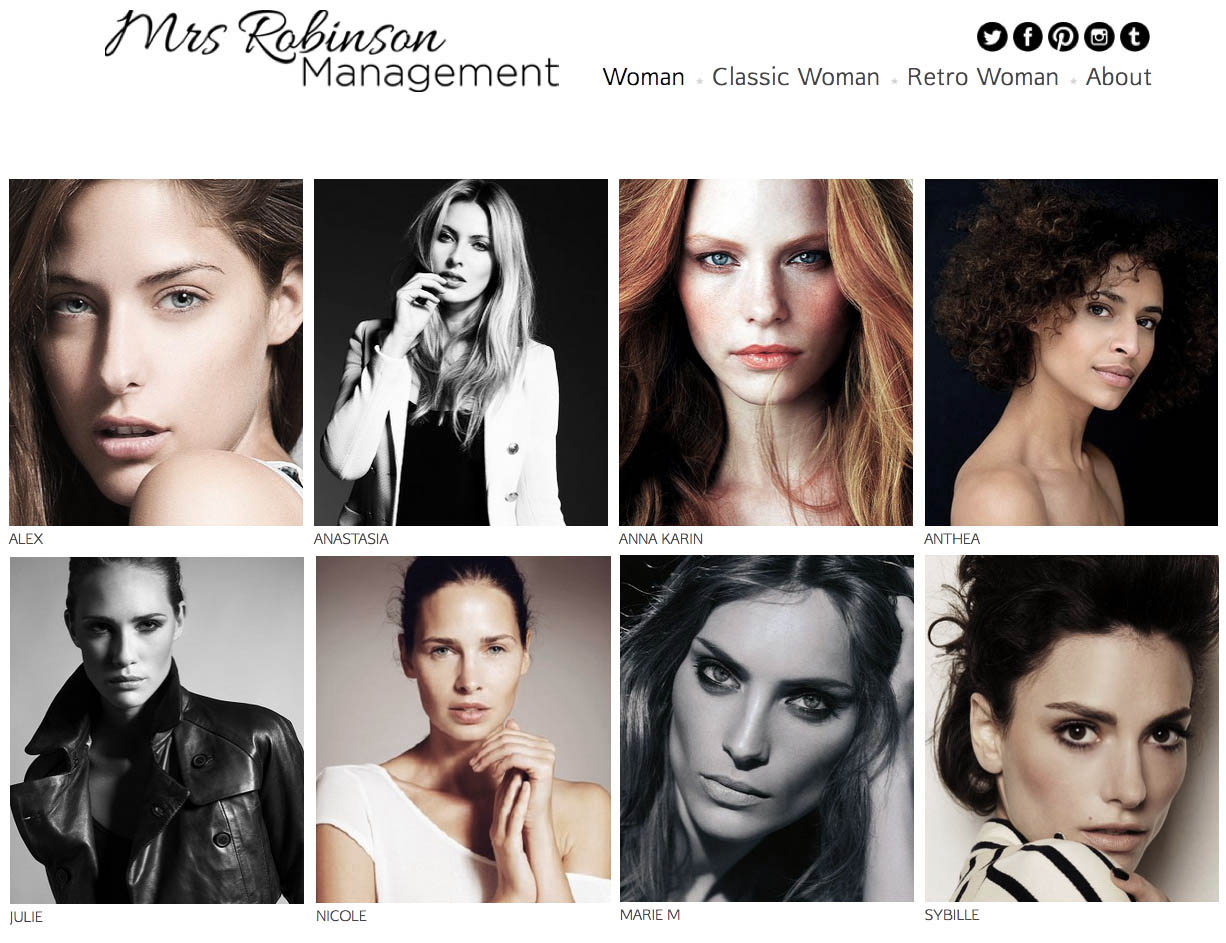 Mrs Robinson
Management
Woman ★ Classic Woman ★ Retro Woman ★ About
ALEX
ANASTASIA
ANNA KARIN
ANTHEA
JULIE
NICOLE
MARIE M
SYBILLE